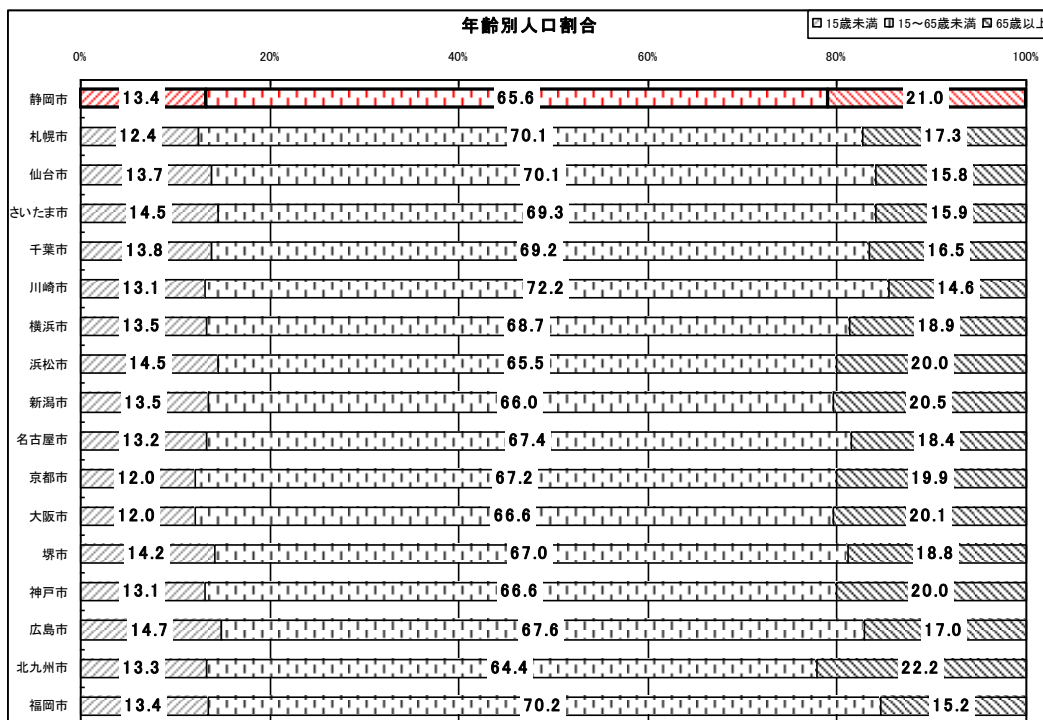 年齢別人口割合
15歳未満 15～65歳未満 65歳以上
0% 20% 40% 60% 80% 100%
静岡市 13.4 65.6 21.0
札幌市 12.4 70.1 17.3
仙台市 13.7 70.1 15.8
さいたま市 14.5 69.3 15.9
千葉市 13.8 69.2 16.5
川崎市 13.1 72.2 14.6
横浜市 13.5 68.7 18.9
浜松市 14.5 65.5 20.0
新潟市 13.5 66.0 20.5
名古屋市 13.2 67.4 18.4
京都市 12.0 67.2 19.9
大阪市 12.0 66.6 20.1
堺市 14.2 67.0 18.8
神戸市 13.1 66.6 20.0
広島市 14.7 67.6 17.0
北九州市 13.3 64.4 22.2
福岡市 13.4 70.2 15.2